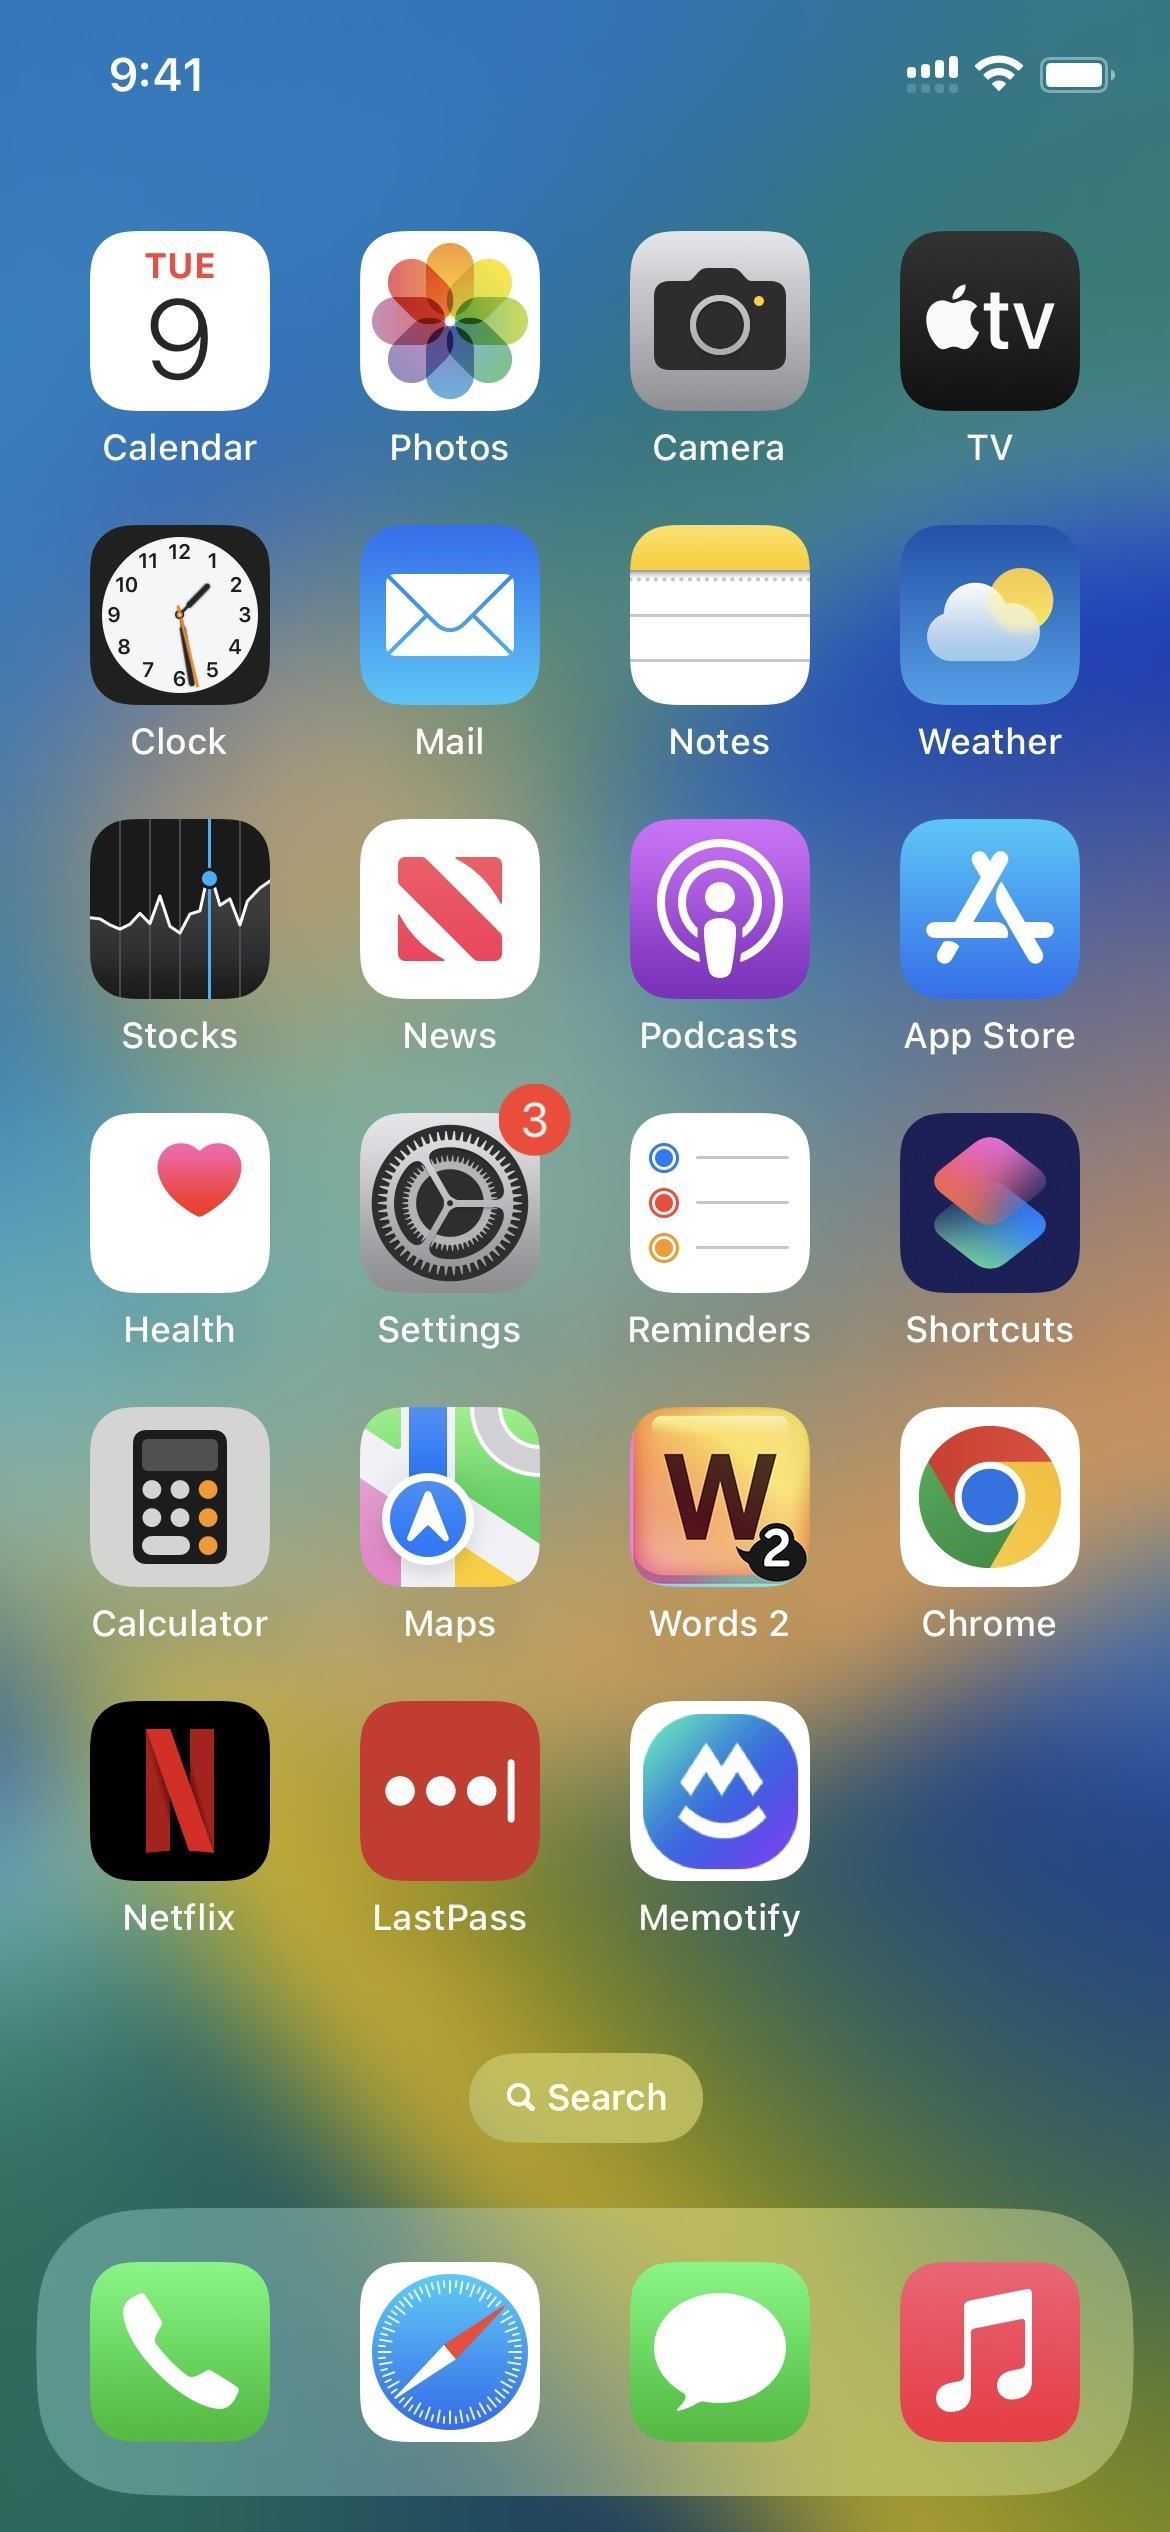 9:41
TUE
9
tv
Calendar Photos Camera TV
12
11 1
10 2
9 3
8 4
7 5
6
Clock Mail Notes Weather
Stocks News Podcasts App Store
3
Health Settings Reminders Shortcuts
W
2
Calculator Maps Words 2 Chrome
N
Netflix LastPass Memotify
Search